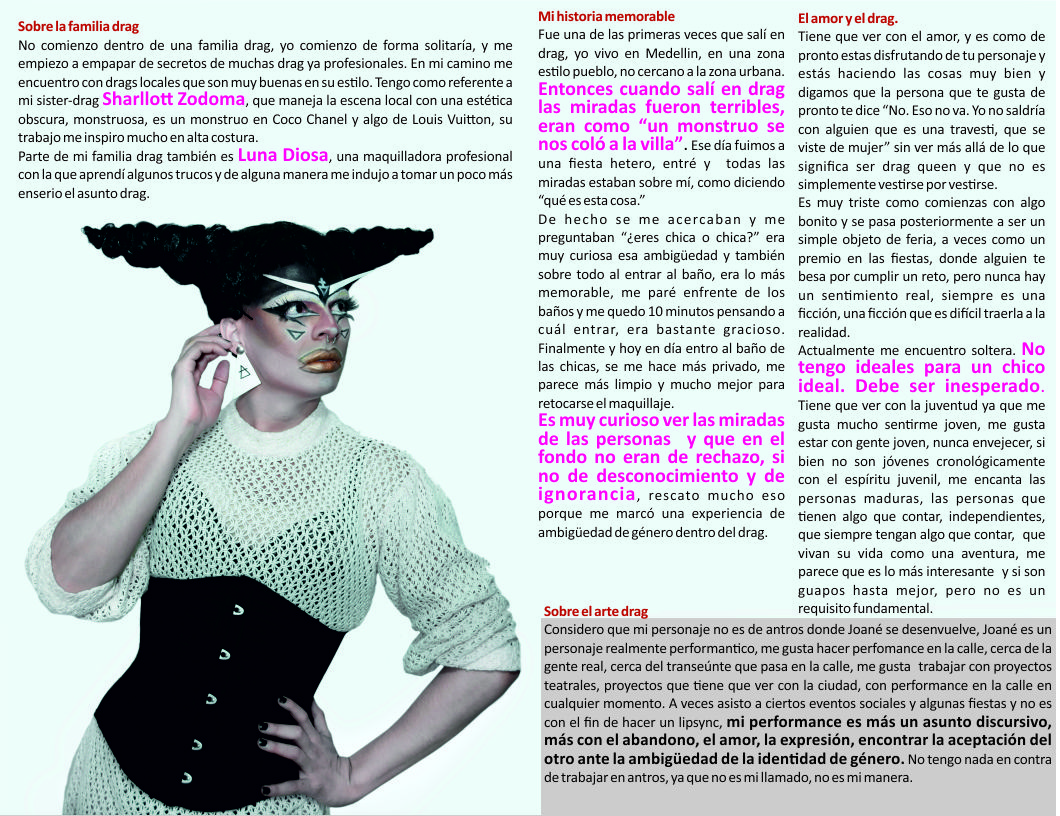 Sobre la familia drag
No comienzo dentro de una familia drag, yo comienzo de forma solitaría, y me
empiezo a empapar de secretos de muchas drag ya profesionales. En mi camino me
encuentro con drags locales que son muy buenas en su estilo. Tengo como referente a
mi sister-drag Sharllott Zodoma, que maneja la escena local con una estética
obscura, monstruosa, es un monstruo en Coco Chanel y algo de Louis Vuitton, su
trabajo me inspiro mucho en alta costura.
Parte de mi familia drag también es Luna Diosa, una maquilladora profesional
con la que aprendí algunos trucos y de alguna manera me indujo a tomar un poco más
enserio el asunto drag.
Mi historia memorable
Fue una de las primeras veces que salí en
drag, yo vivo en Medellin, en una zona
estilo pueblo, no cercano a la zona urbana.
Entonces cuando salí en drag
las miradas fueron terribles,
eran como “un monstruo se
nos coló a la villa”. Ese día fuimos a
una fiesta hetero, entré y todas las
miradas estaban sobre mí, como diciendo
“qué es esta cosa.”
De hecho se me acercaban y me
preguntaban “¿eres chica o chica?” era
muy curiosa esa ambigüedad y también
sobre todo al entrar al baño, era lo más
memorable, me paré enfrente de los
baños y me quedo 10 minutos pensando a
cuál entrar, era bastante gracioso.
Finalmente y hoy en día entro al baño de
las chicas, se me hace más privado, me
parece más limpio y mucho mejor para
retocarse el maquillaje.
Es muy curioso ver las miradas
de las personas y que en el
fondo no eran de rechazo, si
no de desconocimiento y de
ignorancia, rescato mucho eso
porque me marcó una experiencia de
ambigüedad de género dentro del drag.
El amor y el drag.
Tiene que ver con el amor, y es como de
pronto estas disfrutando de tu personaje y
estás haciendo las cosas muy bien y
digamos que la persona que te gusta de
pronto te dice “No. Eso no va. Yo no saldría
con alguien que es una travesti, que se
viste de mujer” sin ver más allá de lo que
significa ser drag queen y que no es
simplemente vestirse por vestirse.
Es muy triste como comienzas con algo
bonito y se pasa posteriormente a ser un
simple objeto de feria, a veces como un
premio en las fiestas, donde alguien te
besa por cumplir un reto, pero nunca hay
un sentimiento real, siempre es una
ficción, una ficción que es difícil traerla a la
realidad.
Actualmente me encuentro soltera. No
tengo ideales para un chico
ideal. Debe ser inesperado.
Tiene que ver con la juventud ya que me
gusta mucho sentirme joven, me gusta
estar con gente joven, nunca envejecer, si
bien no son jóvenes cronológicamente
con el espíritu juvenil, me encanta las
personas maduras, las personas que
tienen algo que contar, independientes,
que siempre tengan algo que contar, que
vivan su vida como una aventura, me
parece que es lo más interesante y si son
guapos hasta mejor, pero no es un
requisito fundamental.
Sobre el arte drag
Considero que mi personaje no es de antros donde Joané se desenvuelve, Joané es un
personaje realmente performantico, me gusta hacer perfomance en la calle, cerca de la
gente real, cerca del transeúnte que pasa en la calle, me gusta trabajar con proyectos
teatrales, proyectos que tiene que ver con la ciudad, con performance en la calle en
cualquier momento. A veces asisto a ciertos eventos sociales y algunas fiestas y no es
con el fin de hacer un lipsync, mi performance es más un asunto discursivo,
más con el abandono, el amor, la expresión, encontrar la aceptación del
otro ante la ambigüedad de la identidad de género. No tengo nada en contra
de trabajar en antros, ya que no es mi llamado, no es mi manera.